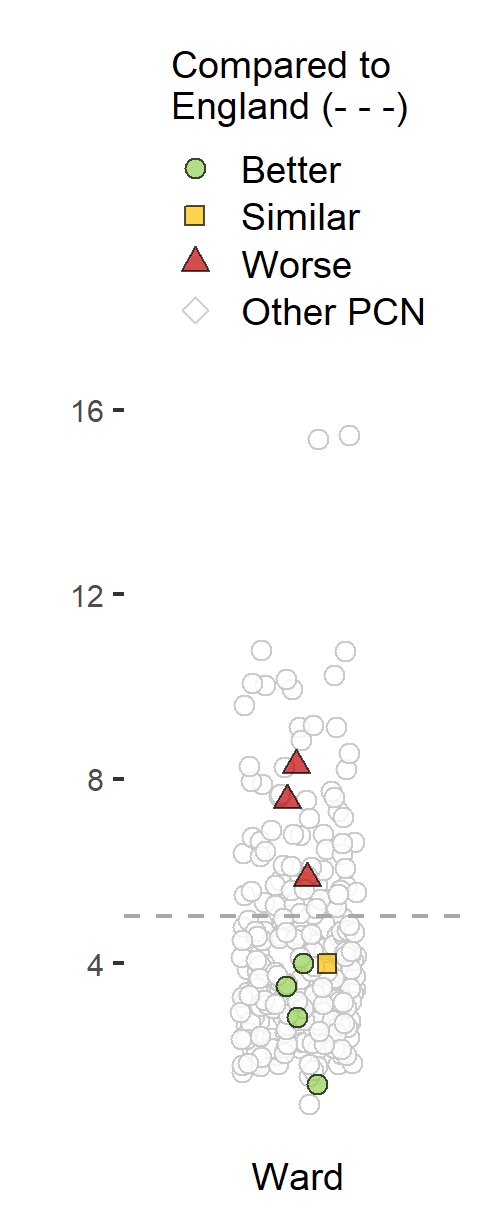 Compared to
England (- - -)
Better
Similar
Worse
Other PCN
16
12
8
4
Ward